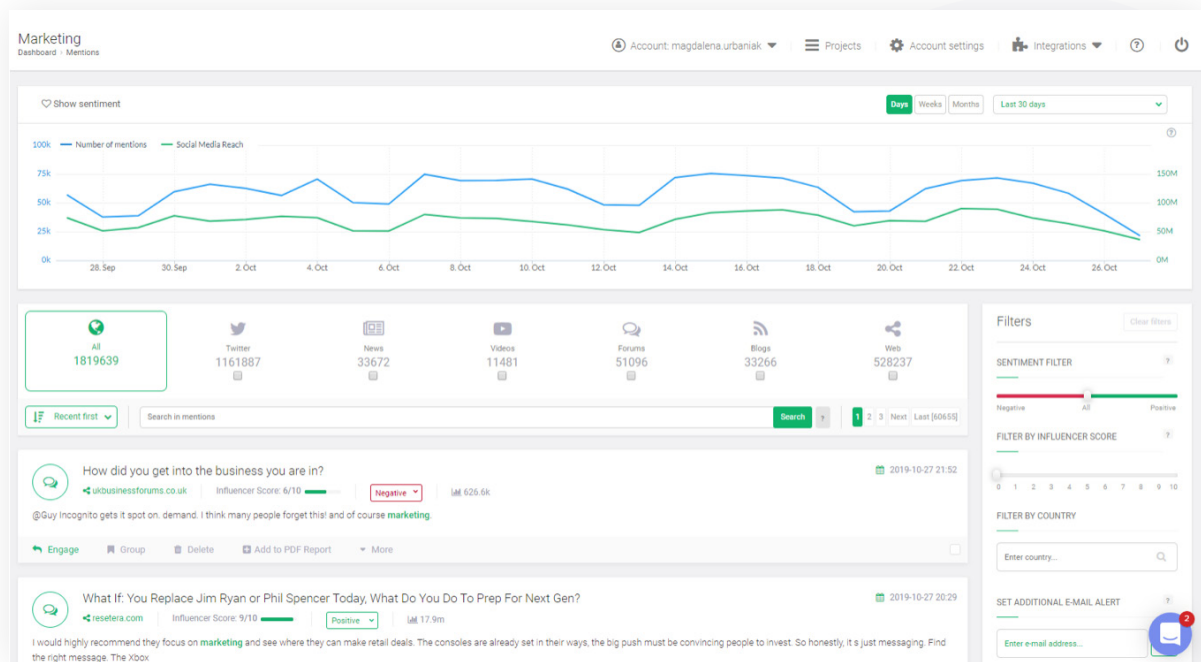 Marketing
Dashboard › Mentions
Account: magdalena.urbaniak
Projects
Account settings
Integrations
?
Show sentiment
Days Weeks Months
Last 30 days
?
Number of mentions
Social Media Reach
100k
75k
50k
25k
0k
150M
100M
50M
0M
28. Sep 30. Sep 2. Oct 4. Oct 6. Oct 8. Oct 10. Oct 12. Oct 14. Oct 16. Oct 18. Oct 20. Oct 22. Oct 24. Oct 26. Oct
All
1819639
Twitter
1161887
News
33672
Videos
11481
Forums
51096
Blogs
33266
Web
528237
Recent first
Search in mentions
Search
?
1 2 3 Next Last [60655]
How did you get into the business you are in?
2019-10-27 21:52
ukbusinessforums.co.uk
Influencer Score: 6/10
Negative
626.6k
@Guy Incognito gets it spot on. demand. I think many people forget this! and of course marketing.
Engage Group Delete Add to PDF Report More
What If: You Replace Jim Ryan or Phil Spencer Today, What Do You Do To Prep For Next Gen?
2019-10-27 20:29
resetera.com
Influencer Score: 9/10
Positive
17.9m
I would highly recommend they focus on marketing and see where they can make retail deals. The consoles are already set in their ways, the big push must be convincing people to invest. So honestly, it s just messaging. Find
the right message. The Xbox
Filters
Clear filters
SENTIMENT FILTER
?
Negative All Positive
FILTER BY INFLUENCER SCORE
?
0 1 2 3 4 5 6 7 8 9 10
FILTER BY COUNTRY
Enter country...
SET ADDITIONAL E-MAIL ALERT
?
Enter e-mail address...
2